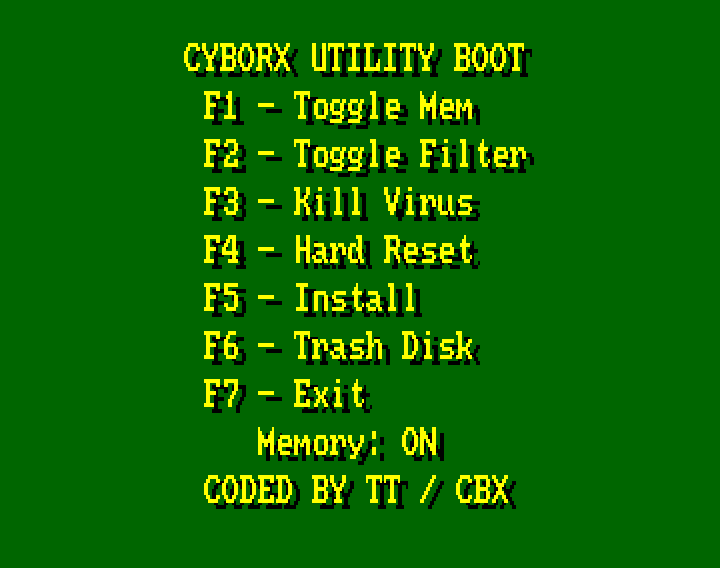 CYBORX UTILITY BOOT
F1 - Toggle Mem
F2 - Toggle Filter
F3 - Kill Virus
F4 - Hard Reset
F5 - Install
F6 - Trash Disk
F7 - Exit
Memory: ON
CODED BY TT / CBX